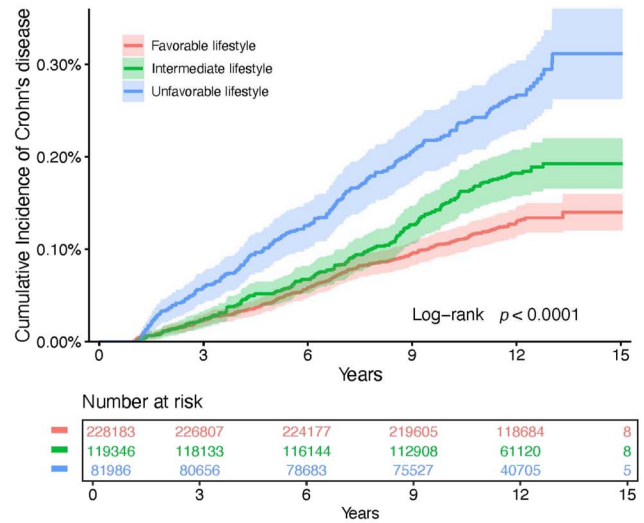 Cumulative Incidence of Crohn's disease
0.30%
0.20%
0.10%
0.00%
Favorable lifestyle
Intermediate lifestyle
Unfavorable lifestyle
Log-rank p < 0.0001
0 3 6 9 12 15
Years
Number at risk
228183 226807 224177 219605 118684 8
119346 118133 116144 112908 61120 8
81986 80656 78683 75527 40705 5
0 3 6 9 12 15
Years